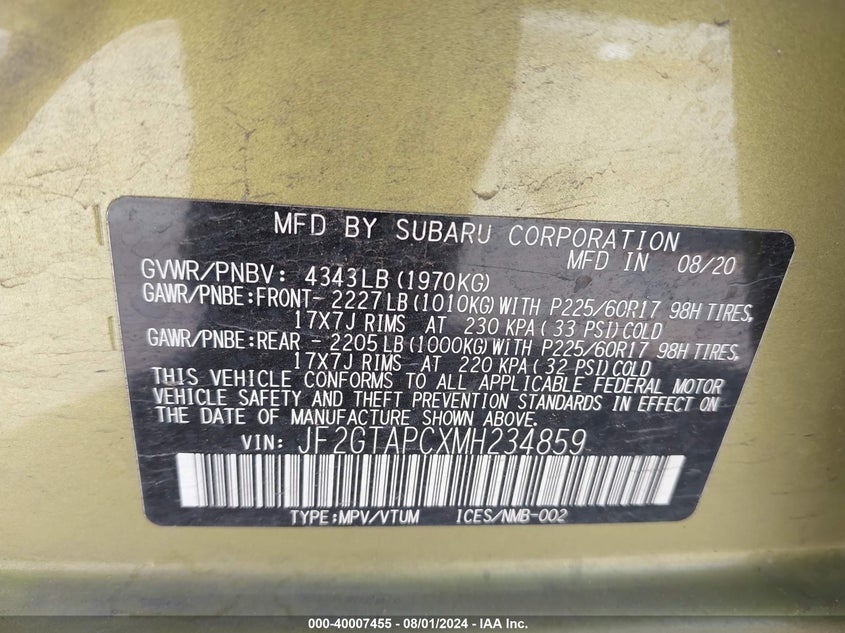 MFD BY SUBARU CORPORATION
MFD IN 08/20
GVWR/PNBV: 4343LB (1970KG)
GAWR/PNBE:FRONT- 2227LB (1010KG) WITH P225/60R17 98H TIRES,
17X7J RIMS AT 230 KPA ( 33 PSI) COLD
GAWR/PNBE:REAR - 2205 LB (1000KG) WITH P225/60R17 98H TIRES,
17X7J RIMS AT 220 KPA ( 32 PSI) COLD
THIS VEHICLE CONFORMS TO ALL APPLICABLE FEDERAL MOTOR
VEHICLE SAFETY AND THEFT PREVENTION STANDARDS IN EFFECT ON
THE DATE OF MANUFACTURE SHOWN ABOVE.
VIN: JF2GTAPCXMH234859
TYPE:MPV/VTUM ICES/NMB-002
000-40007455 - 08/01/2024 - IAA Inc.